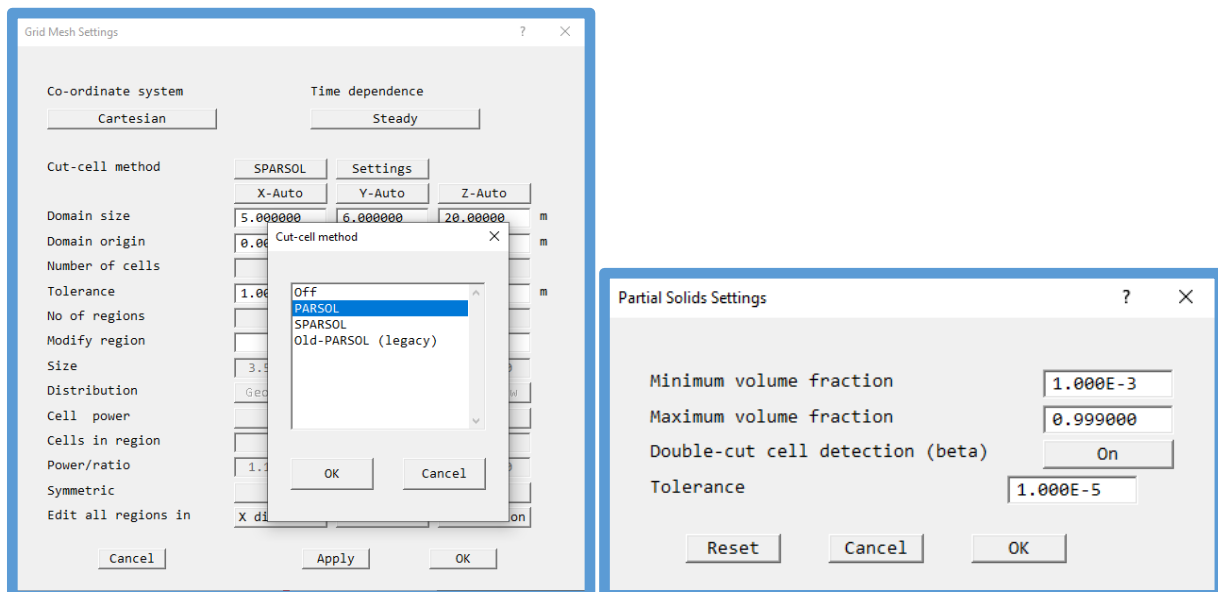 Grid Mesh Settings ? ×
Co-ordinate system Time dependence
Cartesian Steady
Cut-cell method SPARSOL Settings
X-Auto Y-Auto Z-Auto
Domain size 5.000000 6.000000 20.00000 m
Domain origin m
Number of cells
Tolerance m
No of regions
Modify region
Size
Distribution
Cell power
Cells in region
Power/ratio
Symmetric
Edit all regions in
Cancel Apply OK
Cut-cell method ×
Off
PARSOL
SPARSOL
Old-PARSOL (legacy)
OK Cancel
Partial Solids Settings ? ×
Minimum volume fraction 1.000E-3
Maximum volume fraction 0.999000
Double-cut cell detection (beta) On
Tolerance 1.000E-5
Reset Cancel OK